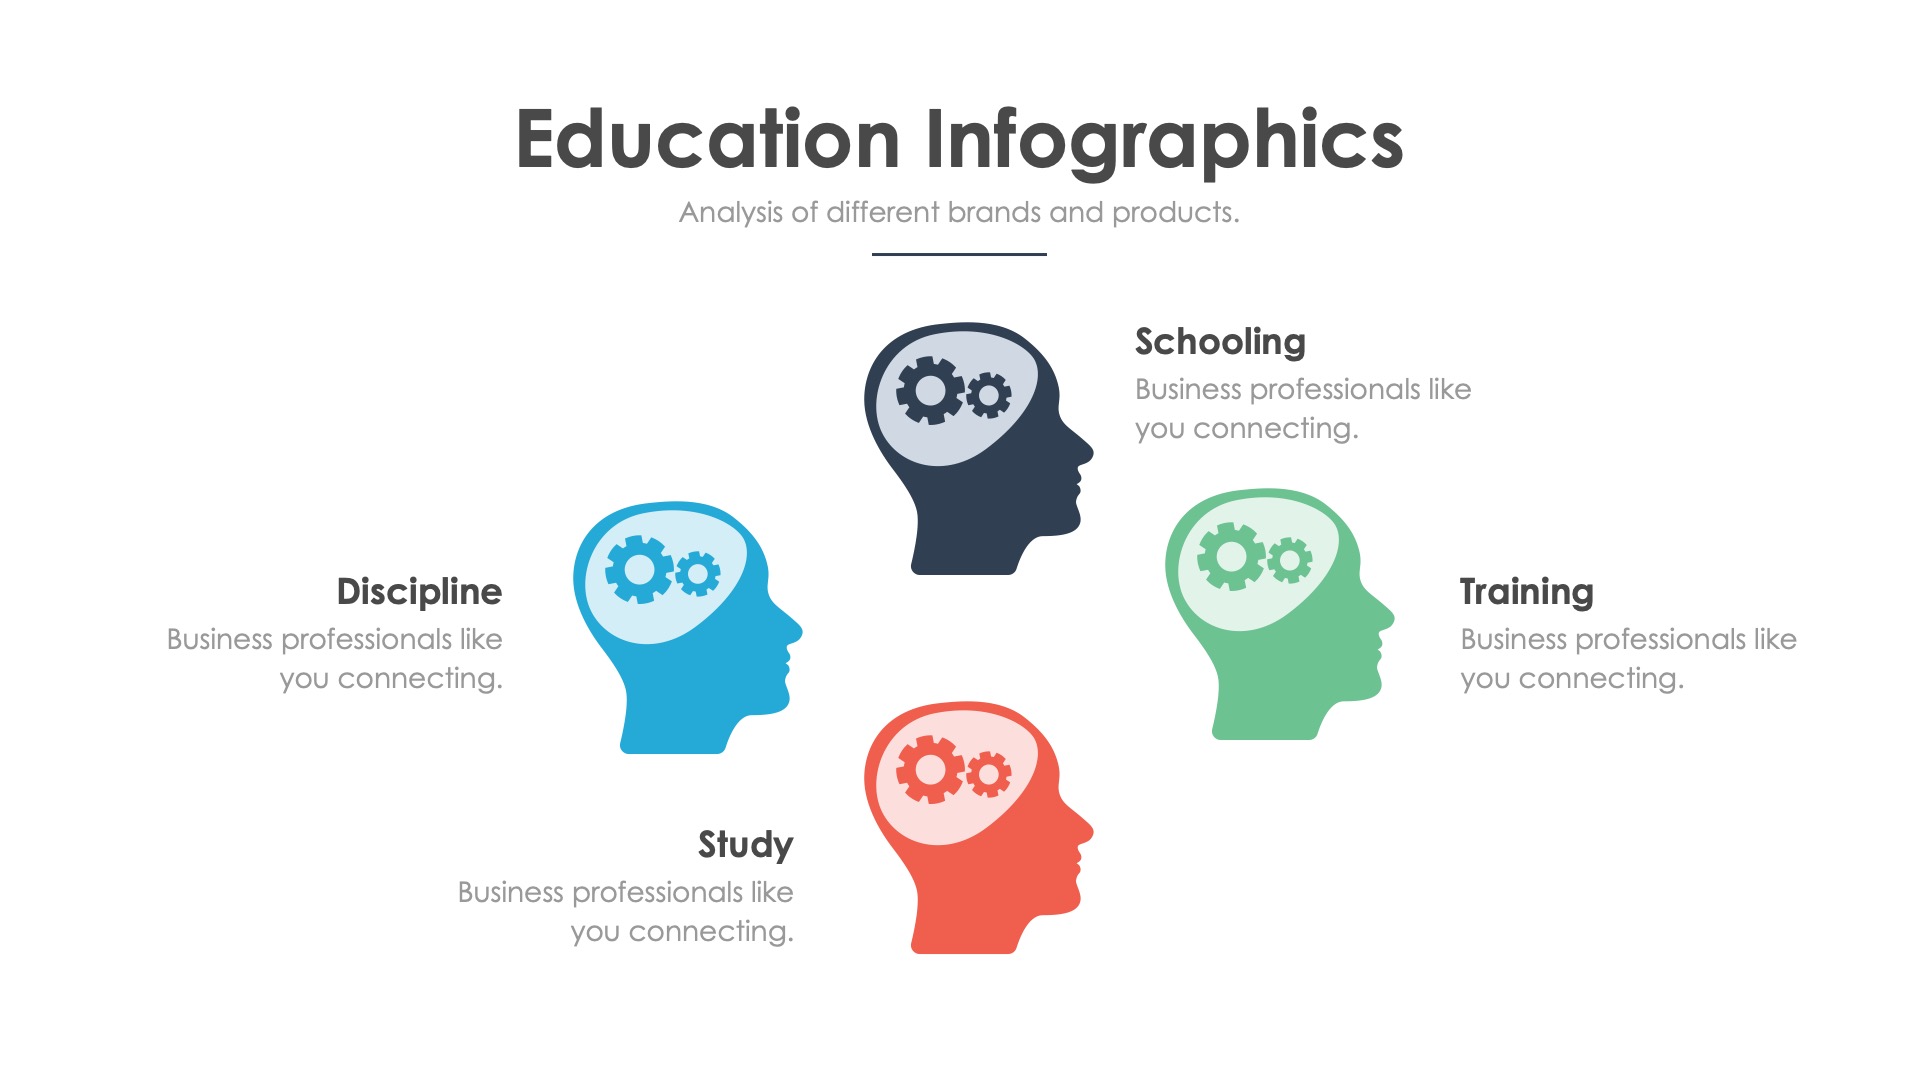 Education Infographics
Analysis of different brands and products.
Schooling
Business professionals like
you connecting.
Discipline
Business professionals like
you connecting.
Training
Business professionals like
you connecting.
Study
Business professionals like
you connecting.